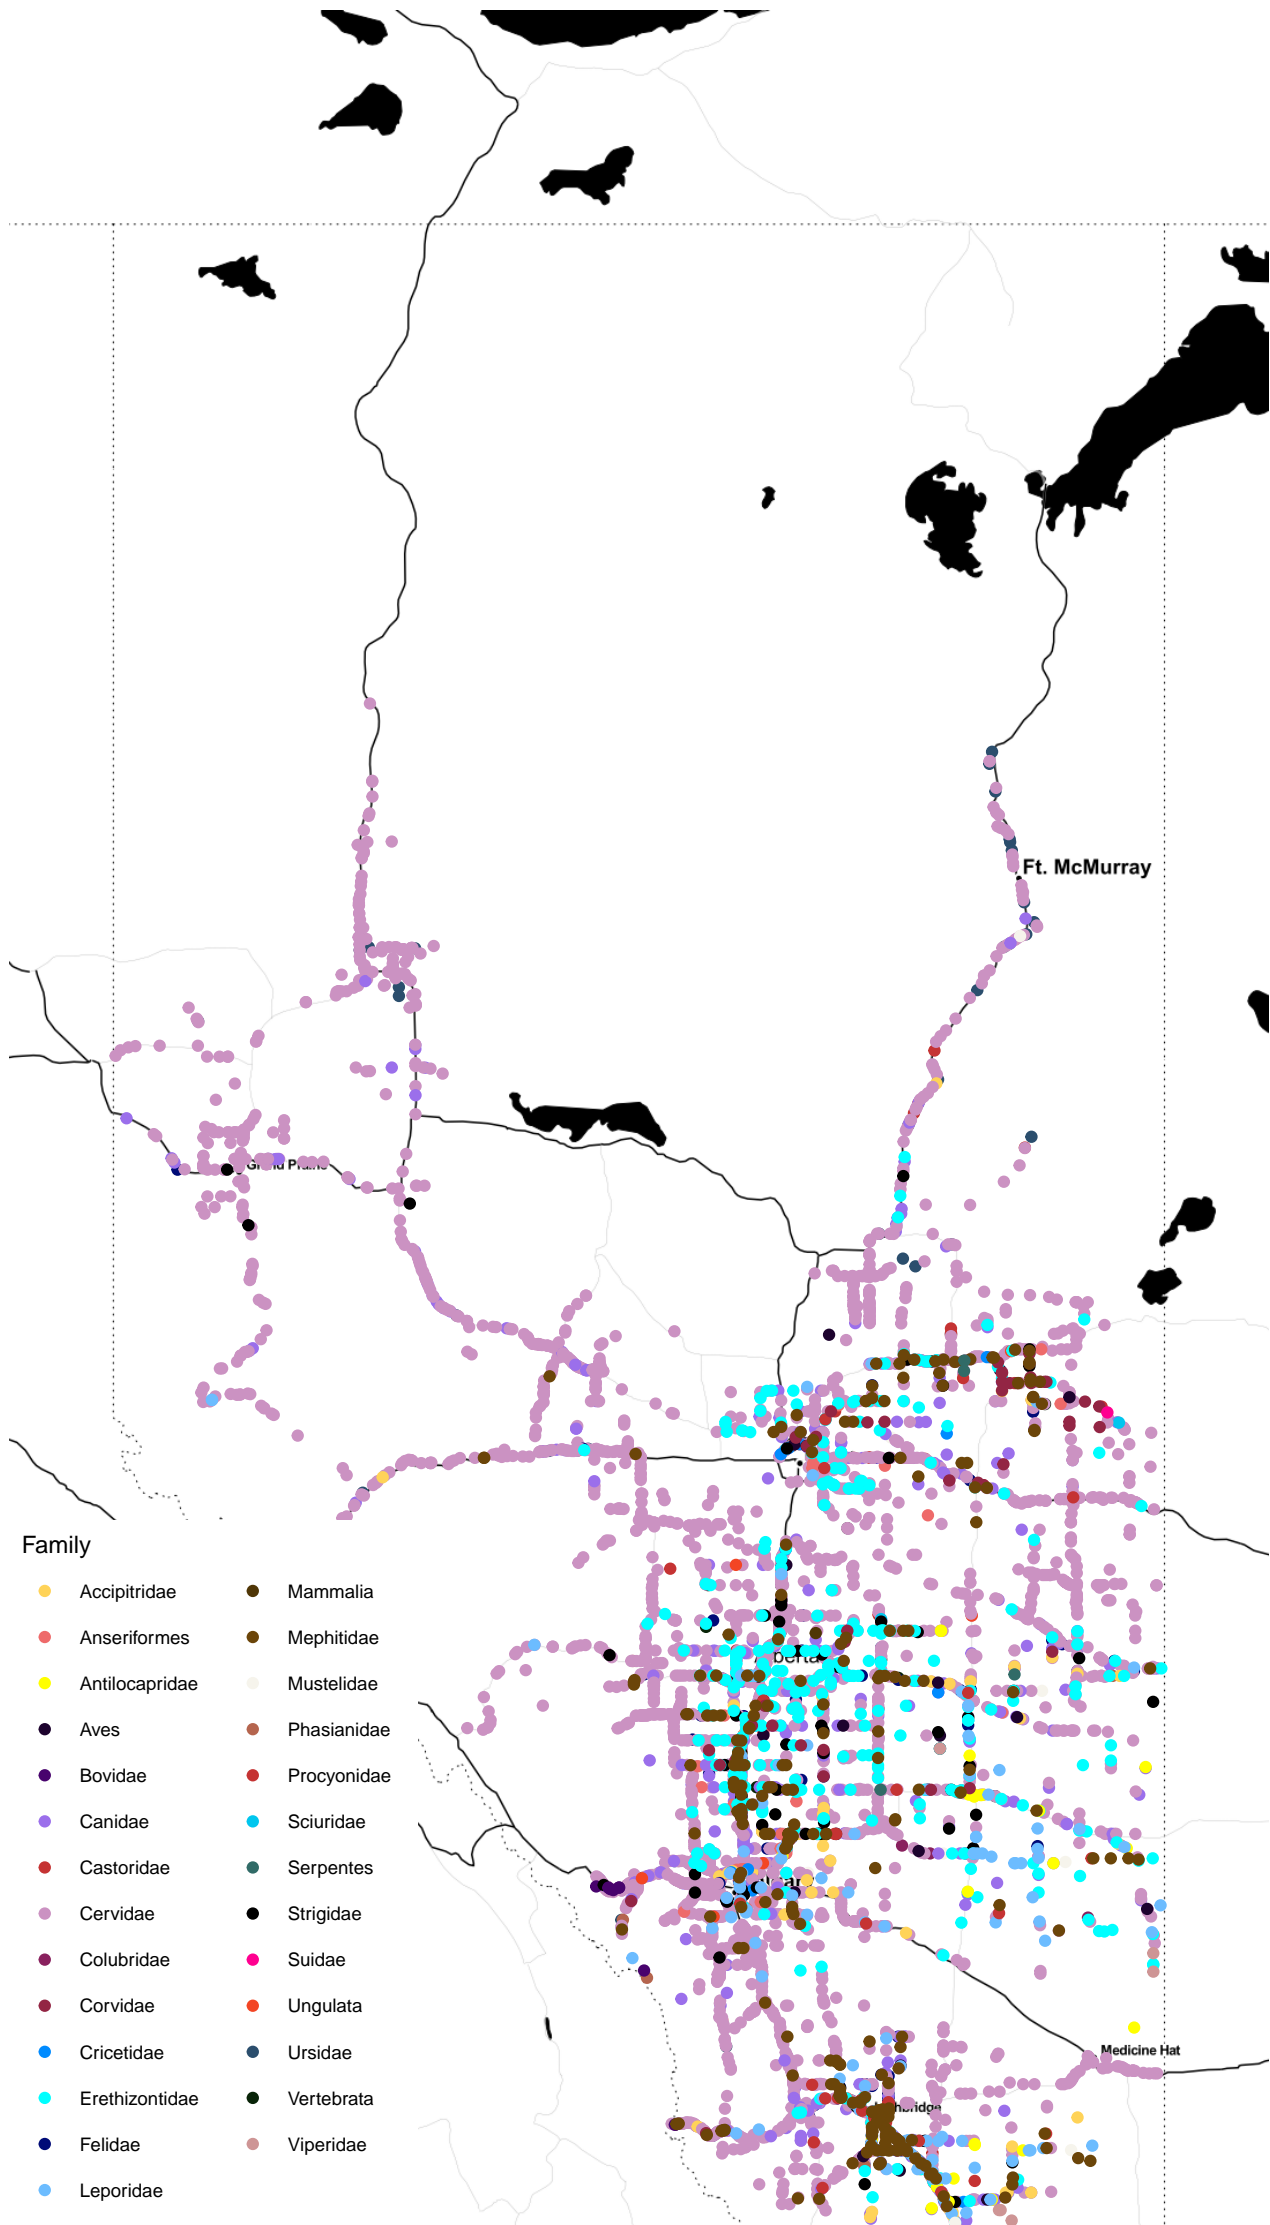 Ft. McMurray
Family
Accipitridae
Mammalia
Anseriformes
Mephitidae
Antilocapridae
Mustelidae
Aves
Phasianidae
Bovidae
Procyonidae
Canidae
Sciuridae
Castoridae
Serpentes
Cervidae
Strigidae
Colubridae
Suidae
Corvidae
Ungulata
Cricetidae
Ursidae
Erethizontidae
Vertebrata
Felidae
Viperidae
Leporidae
Medicine Hat